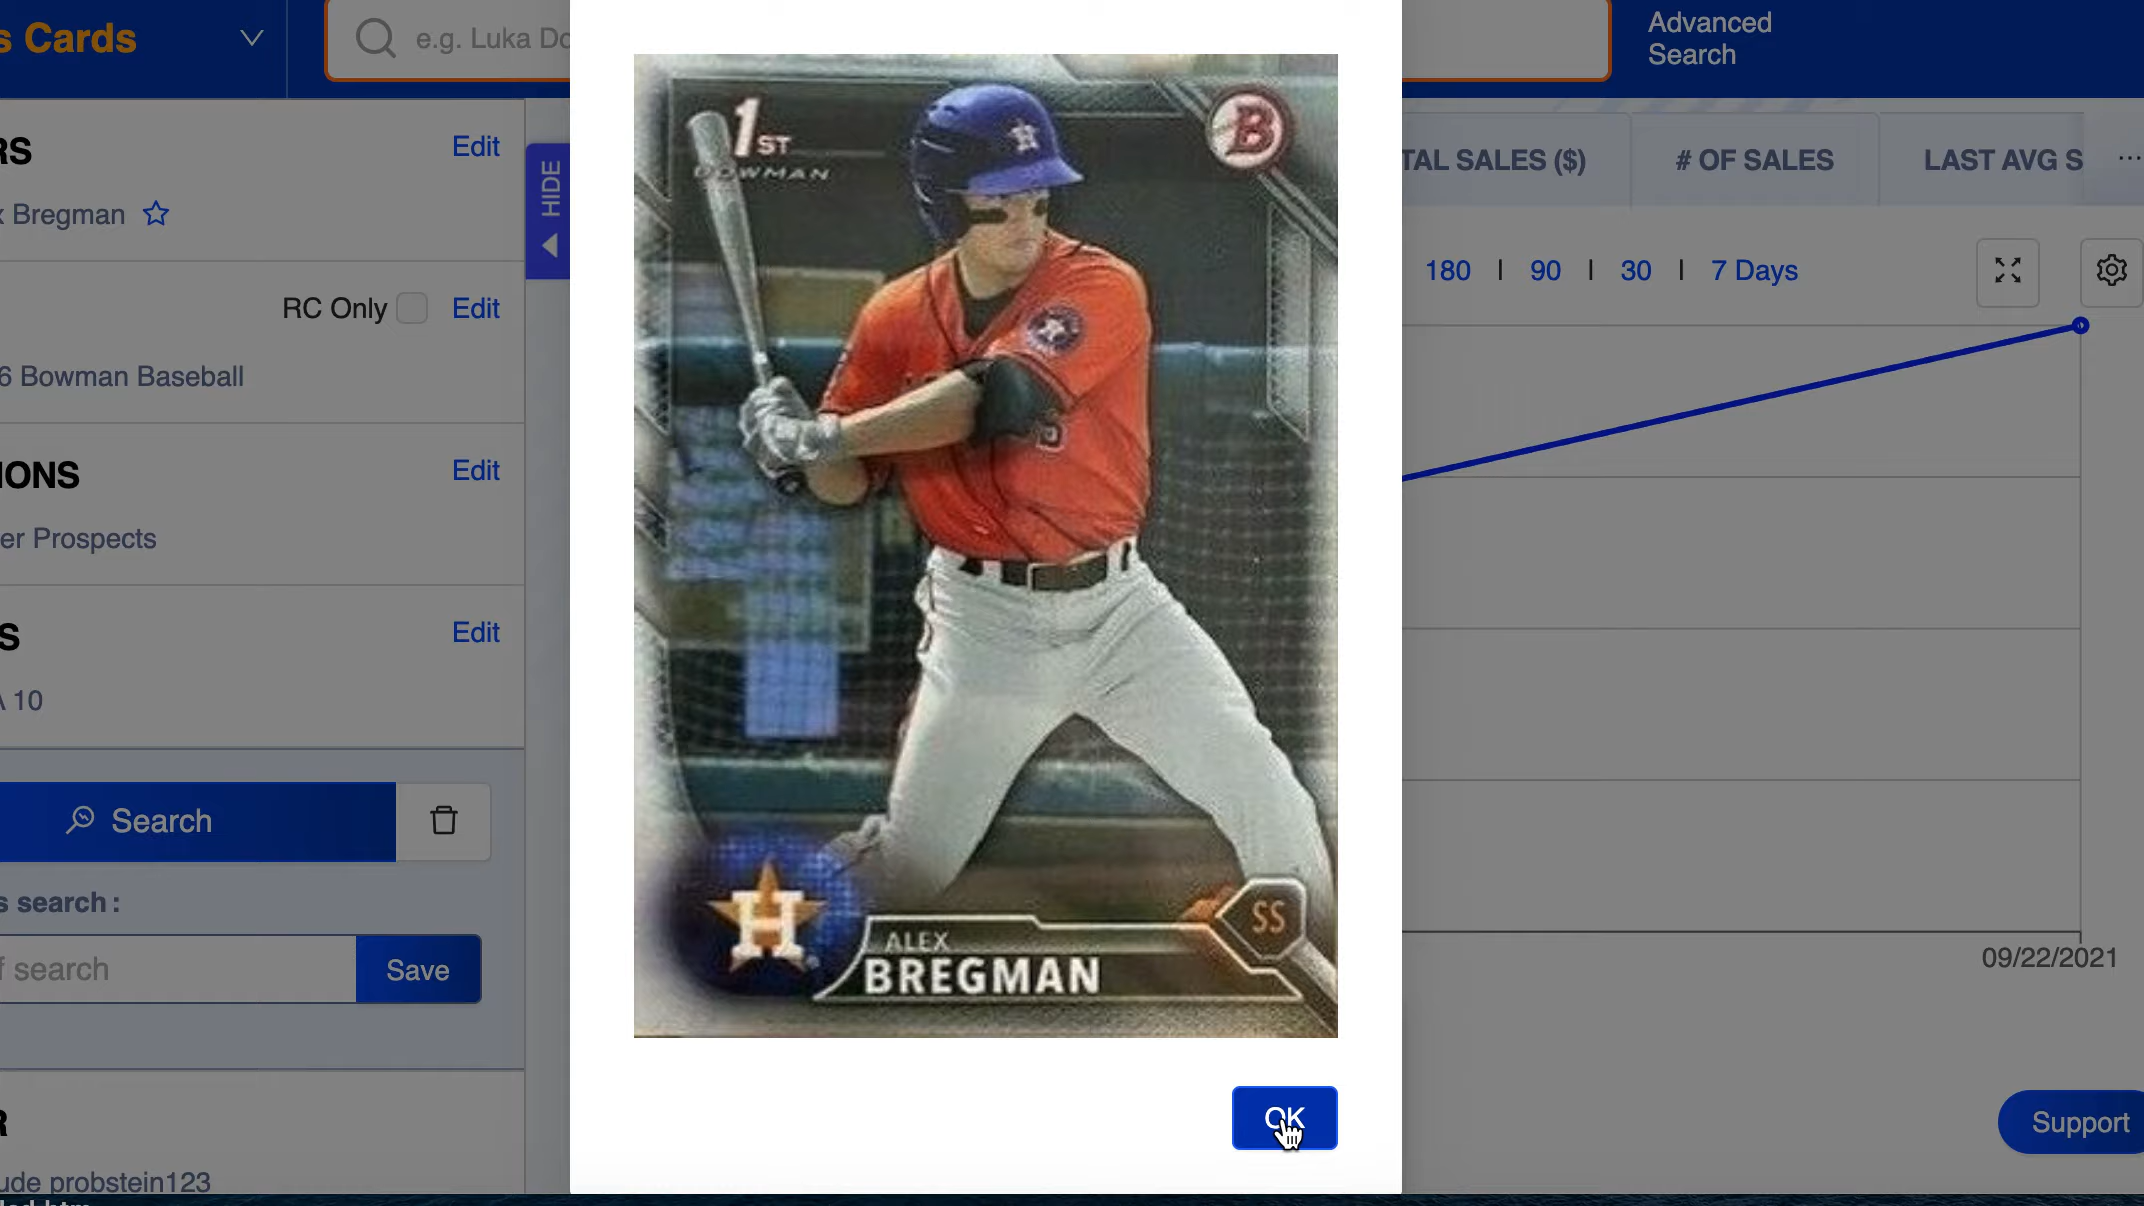 s Cards
e.g. Luka Do
Advanced
Search
RS
Edit
x Bregman
HIDE
RC Only
Edit
6 Bowman Baseball
IONS
Edit
er Prospects
S
Edit
A 10
Search
s search :
f search
Save
R
ude probstein123
1ST
BOWMAN
B
H
ALEX
BREGMAN
SS
OK
TAL SALES ($)
# OF SALES
LAST AVG S
...
180 | 90 | 30 | 7 Days
09/22/2021
Support